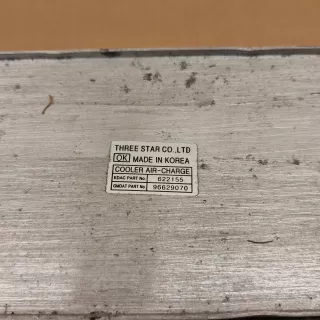 THREE STAR CO.,LTD
OK MADE IN KOREA
COOLER AIR-CHARGE
KDAC PART No. 622155
GMDAT PART No 96629070